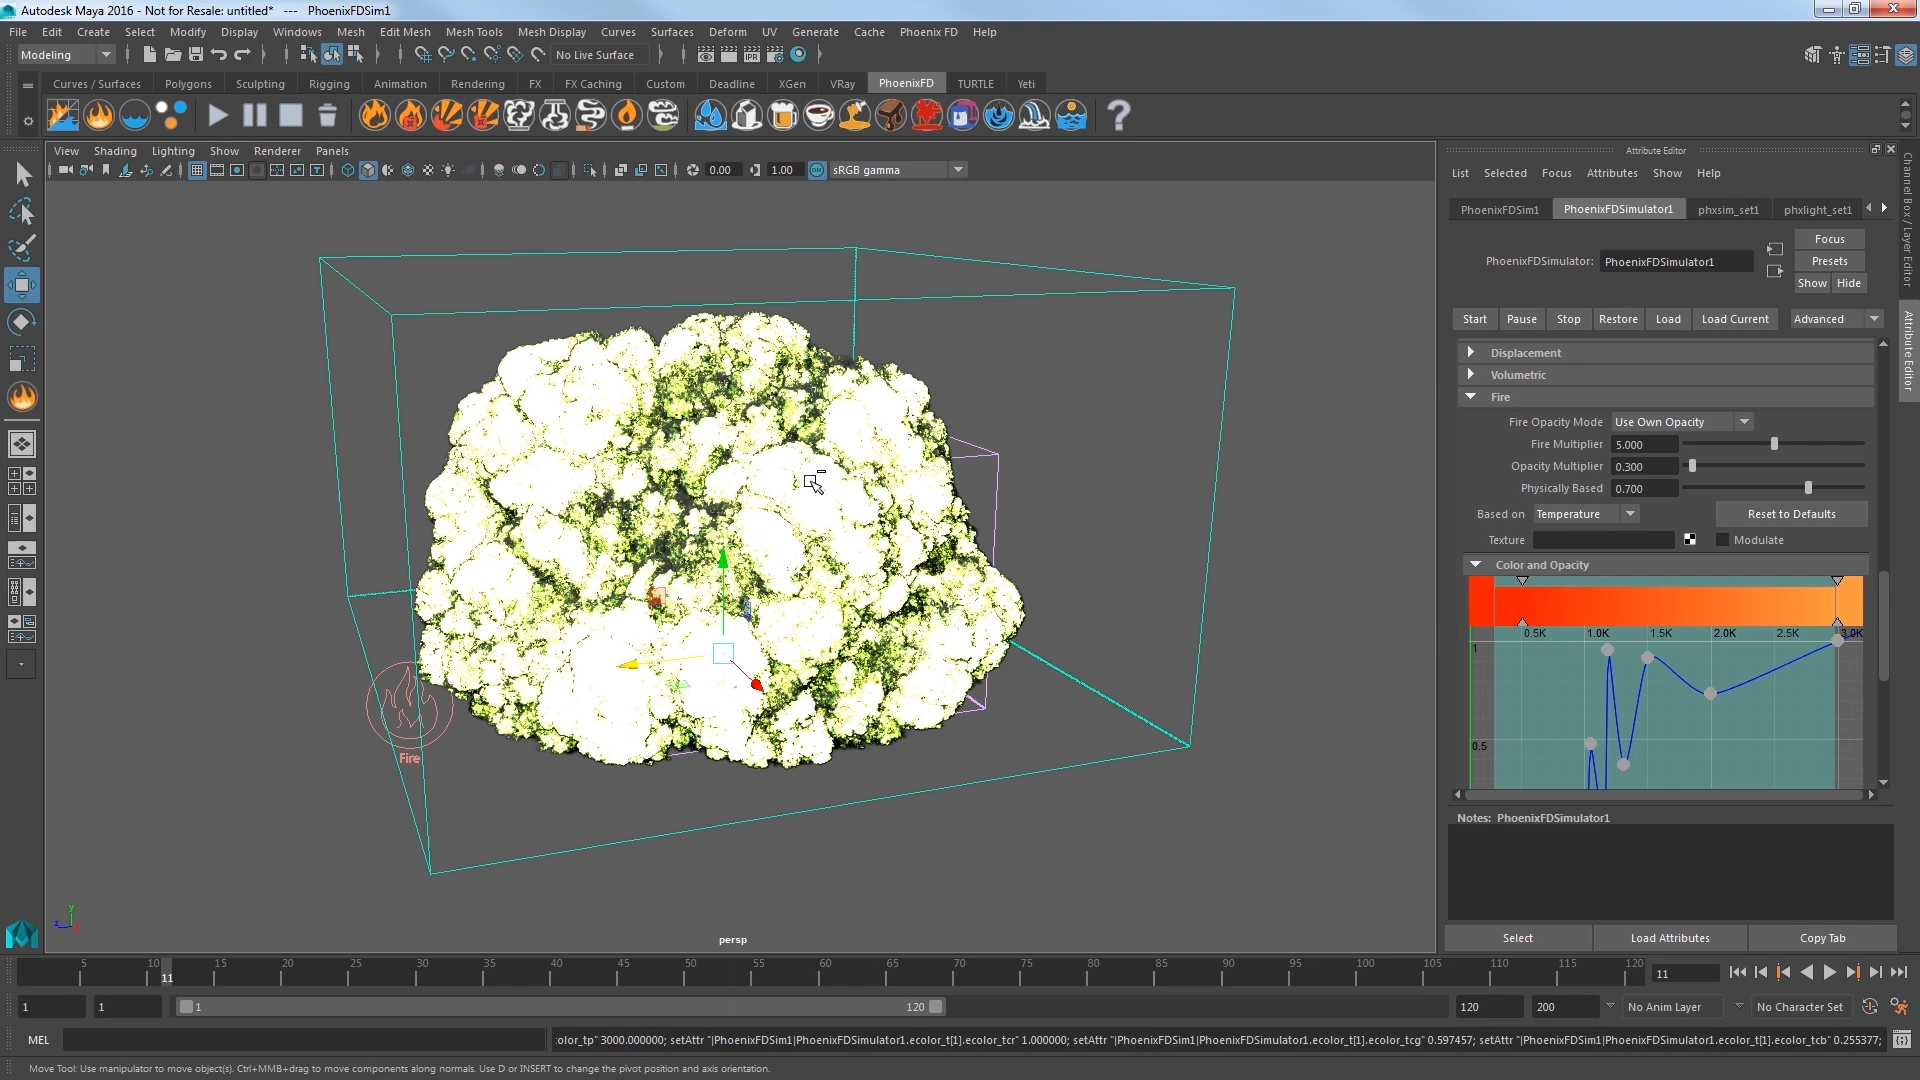 Autodesk Maya 2016 - Not for Resale: untitled*   ---   PhoenixFDSim1
File Edit Create Select Modify Display Windows Mesh Edit Mesh Mesh Tools Mesh Display Curves Surfaces Deform UV Generate Cache Phoenix FD Help
Modeling No Live Surface IPR
Curves / Surfaces Polygons Sculpting Rigging Animation Rendering FX FX Caching Custom Deadline XGen VRay PhoenixFD TURTLE Yeti
?
View Shading Lighting Show Renderer Panels
0.00 1.00 ON sRGB gamma
Fire
persp
y
z x
Attribute Editor
List Selected Focus Attributes Show Help
PhoenixFDSim1 PhoenixFDSimulator1 phxsim_set1 phxlight_set1
Focus
PhoenixFDSimulator: PhoenixFDSimulator1
Presets
Show Hide
Start Pause Stop Restore Load Load Current Advanced
Displacement
Volumetric
Fire
Fire Opacity Mode Use Own Opacity
Fire Multiplier 5.000
Opacity Multiplier 0.300
Physically Based 0.700
Based on Temperature Reset to Defaults
Texture Modulate
Color and Opacity
0.5K 1.0K 1.5K 2.0K 2.5K 3.0K
1
0.5
Notes: PhoenixFDSimulator1
Select Load Attributes Copy Tab
Channel Box / Layer Editor
Attribute Editor
5 10 15 20 25 30 35 40 45 50 55 60 65 70 75 80 85 90 95 100 105 110 115 120
11 11
1 1 1 120 120 200 No Anim Layer No Character Set
MEL :olor_tp" 3000.000000; setAttr "|PhoenixFDSim1|PhoenixFDSimulator1.ecolor_t[1].ecolor_tcr" 1.000000; setAttr "|PhoenixFDSim1|PhoenixFDSimulator1.ecolor_t[1].ecolor_tcg" 0.597457; setAttr "|PhoenixFDSim1|PhoenixFDSimulator1.ecolor_t[1].ecolor_tcb" 0.255377;
Move Tool: Use manipulator to move object(s). Ctrl+MMB+drag to move components along normals. Use D or INSERT to change the pivot position and axis orientation.